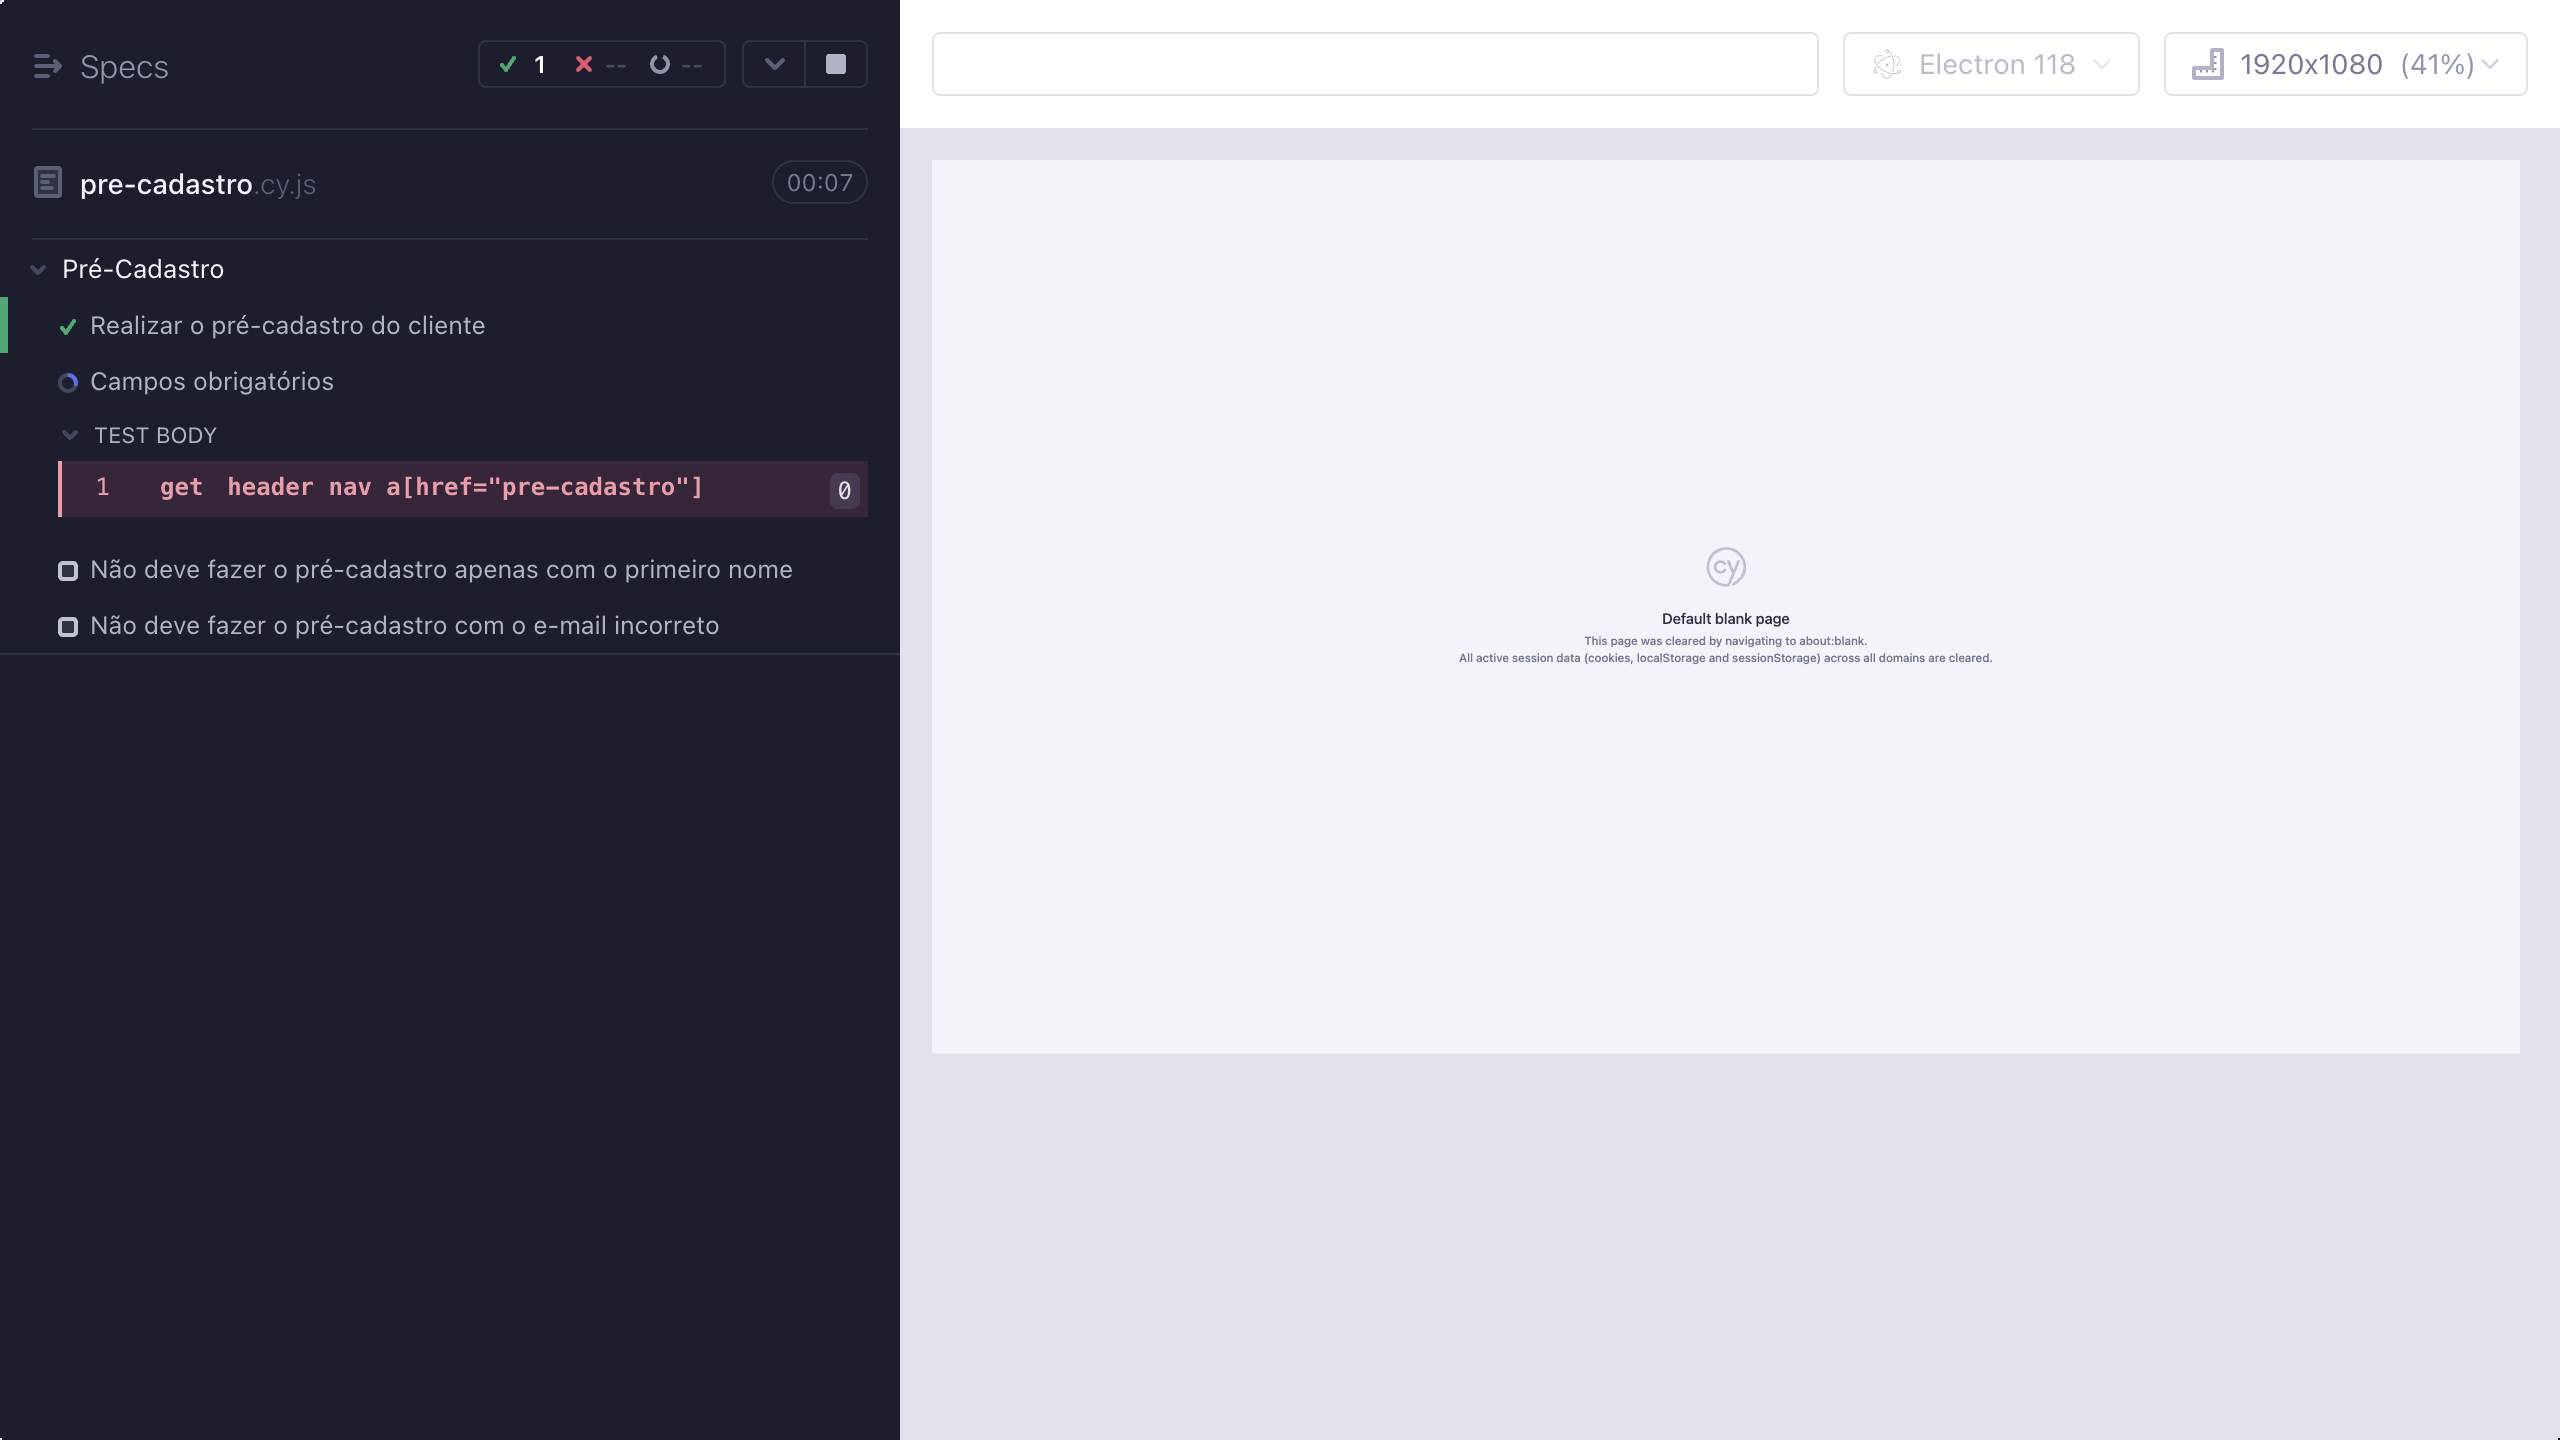 Specs
1 -- --
pre-cadastro.cy.js
00:07
Pré-Cadastro
Realizar o pré-cadastro do cliente
Campos obrigatórios
TEST BODY
1 get header nav a[href="pre-cadastro"] 0
Não deve fazer o pré-cadastro apenas com o primeiro nome
Não deve fazer o pré-cadastro com o e-mail incorreto
Electron 118
1920x1080 (41%)
cy
Default blank page
This page was cleared by navigating to about:blank.
All active session data (cookies, localStorage and sessionStorage) across all domains are cleared.